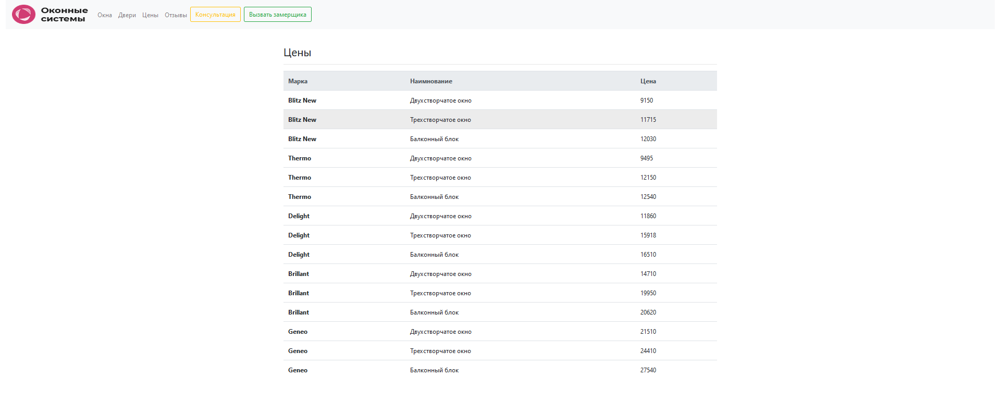 Оконные
системы
Окна Двери Цены Отзывы Консультация Вызвать замерщика
Цены
Марка Наимнование Цена
Blitz New Двухстворчатое окно 9150
Blitz New Трехстворчатое окно 11715
Blitz New Балконный блок 12030
Thermo Двухстворчатое окно 9495
Thermo Трехстворчатое окно 12150
Thermo Балконный блок 12540
Delight Двухстворчатое окно 11860
Delight Трехстворчатое окно 15918
Delight Балконный блок 16510
Brillant Двухстворчатое окно 14710
Brillant Трехстворчатое окно 19950
Brillant Балконный блок 20620
Geneo Двухстворчатое окно 21510
Geneo Трехстворчатое окно 24410
Geneo Балконный блок 27540